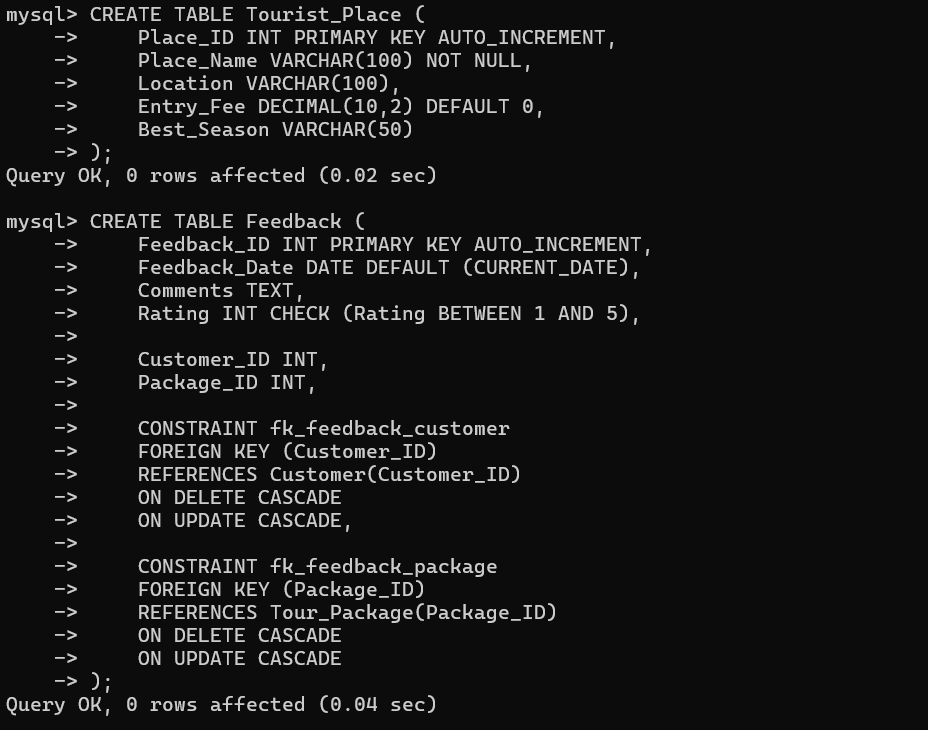 mysql> CREATE TABLE Tourist_Place (
    ->     Place_ID INT PRIMARY KEY AUTO_INCREMENT,
    ->     Place_Name VARCHAR(100) NOT NULL,
    ->     Location VARCHAR(100),
    ->     Entry_Fee DECIMAL(10,2) DEFAULT 0,
    ->     Best_Season VARCHAR(50)
    -> );
Query OK, 0 rows affected (0.02 sec)

mysql> CREATE TABLE Feedback (
    ->     Feedback_ID INT PRIMARY KEY AUTO_INCREMENT,
    ->     Feedback_Date DATE DEFAULT (CURRENT_DATE),
    ->     Comments TEXT,
    ->     Rating INT CHECK (Rating BETWEEN 1 AND 5),
    ->
    ->     Customer_ID INT,
    ->     Package_ID INT,
    ->
    ->     CONSTRAINT fk_feedback_customer
    ->     FOREIGN KEY (Customer_ID)
    ->     REFERENCES Customer(Customer_ID)
    ->     ON DELETE CASCADE
    ->     ON UPDATE CASCADE,
    ->
    ->     CONSTRAINT fk_feedback_package
    ->     FOREIGN KEY (Package_ID)
    ->     REFERENCES Tour_Package(Package_ID)
    ->     ON DELETE CASCADE
    ->     ON UPDATE CASCADE
    -> );
Query OK, 0 rows affected (0.04 sec)